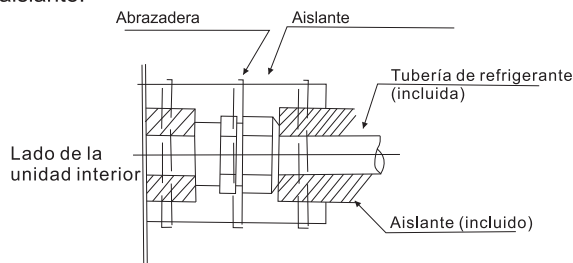 aislante.
Abrazadera
Aislante
Tubería de refrigerante
(incluida)
Lado de la
unidad interior
Aislante (incluido)